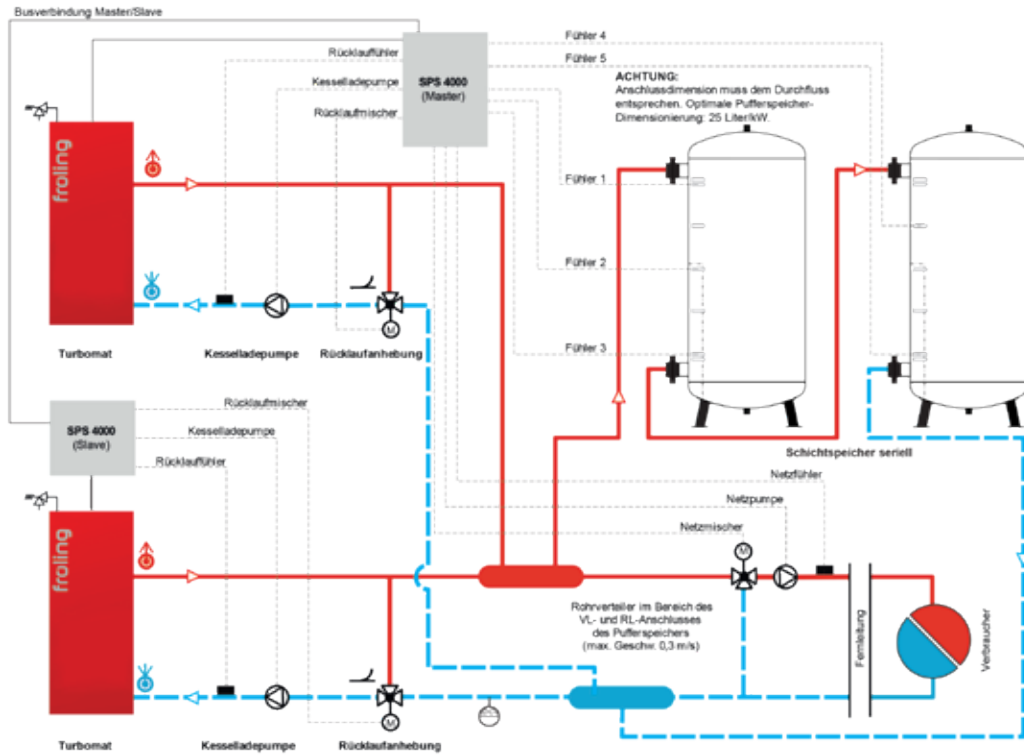 Busverbindung Master/Slave
Rücklauffühler
Kesselladepumpe
Rücklaufmischer
SPS 4000
(Master)
Fühler 4
Fühler 5
ACHTUNG:
Anschlussdimension muss dem Durchfluss
entsprechen. Optimale Pufferspeicher-
Dimensionierung: 25 Liter/kW.
froling
Fühler 1
Fühler 2
Fühler 3
M
Turbomat
Kesselladepumpe
Rücklaufanhebung
SPS 4000
(Slave)
Rücklaufmischer
Kesselladepumpe
Rücklauffühler
Schichtspeicher seriell
Netzfühler
Netzpumpe
Netzmischer
M
froling
Rohrverteiler im Bereich des
VL- und RL-Anschlusses
des Pufferspeichers
(max. Geschw. 0,3 m/s)
Fernleitung
Verbraucher
M
Turbomat
Kesselladepumpe
Rücklaufanhebung